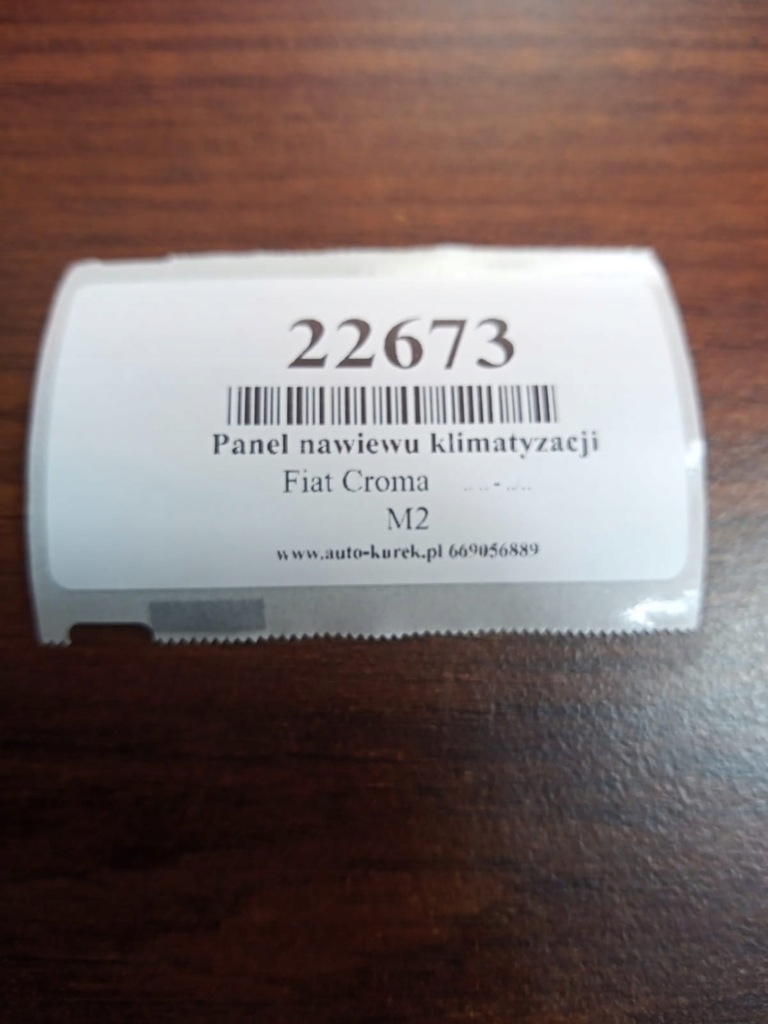 22673
Panel nawiewu klimatyzacji
Fiat Croma
M2
www.auto-kurek.pl 669056889